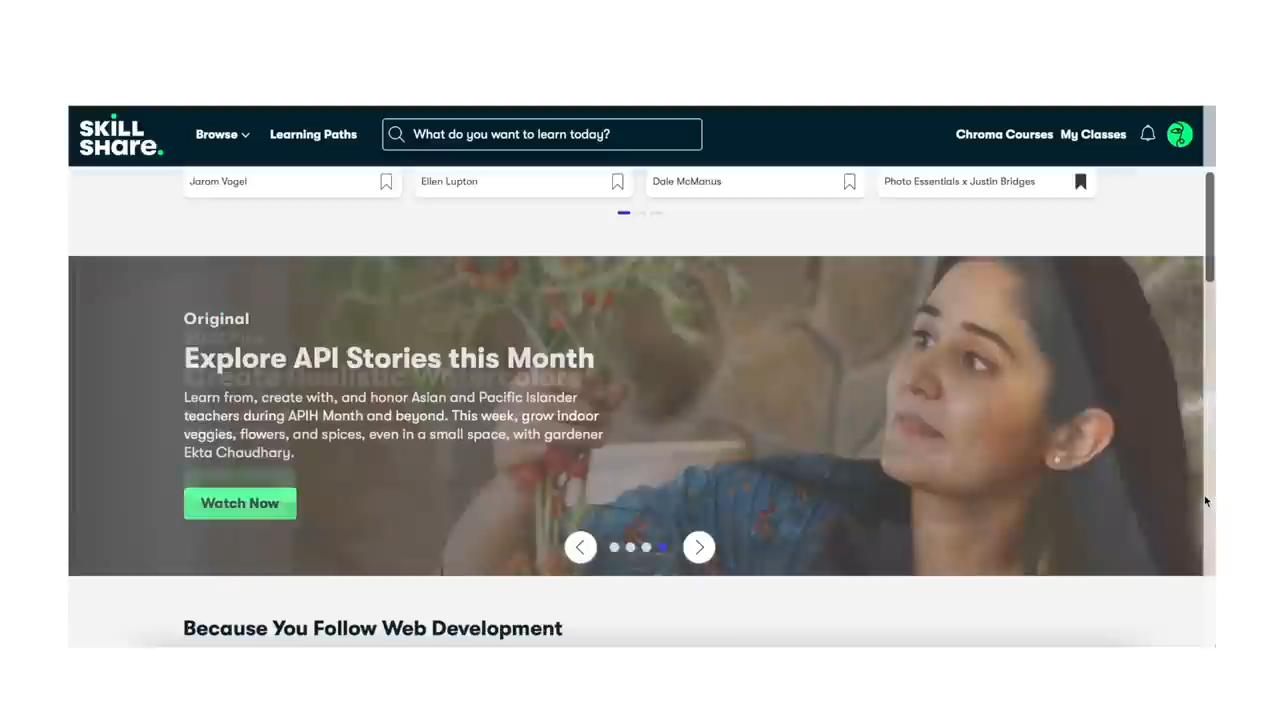 SKILL
SHare.
Browse
Learning Paths
What do you want to learn today?
Chroma Courses
My Classes
Jarom Vogel
Ellen Lupton
Dale McManus
Photo Essentials x Justin Bridges
Original
Explore API Stories this Month
Learn from, create with, and honor Asian and Pacific Islander
teachers during APIH Month and beyond. This week, grow indoor
veggies, flowers, and spices, even in a small space, with gardener
Ekta Chaudhary.
Watch Now
Because You Follow Web Development